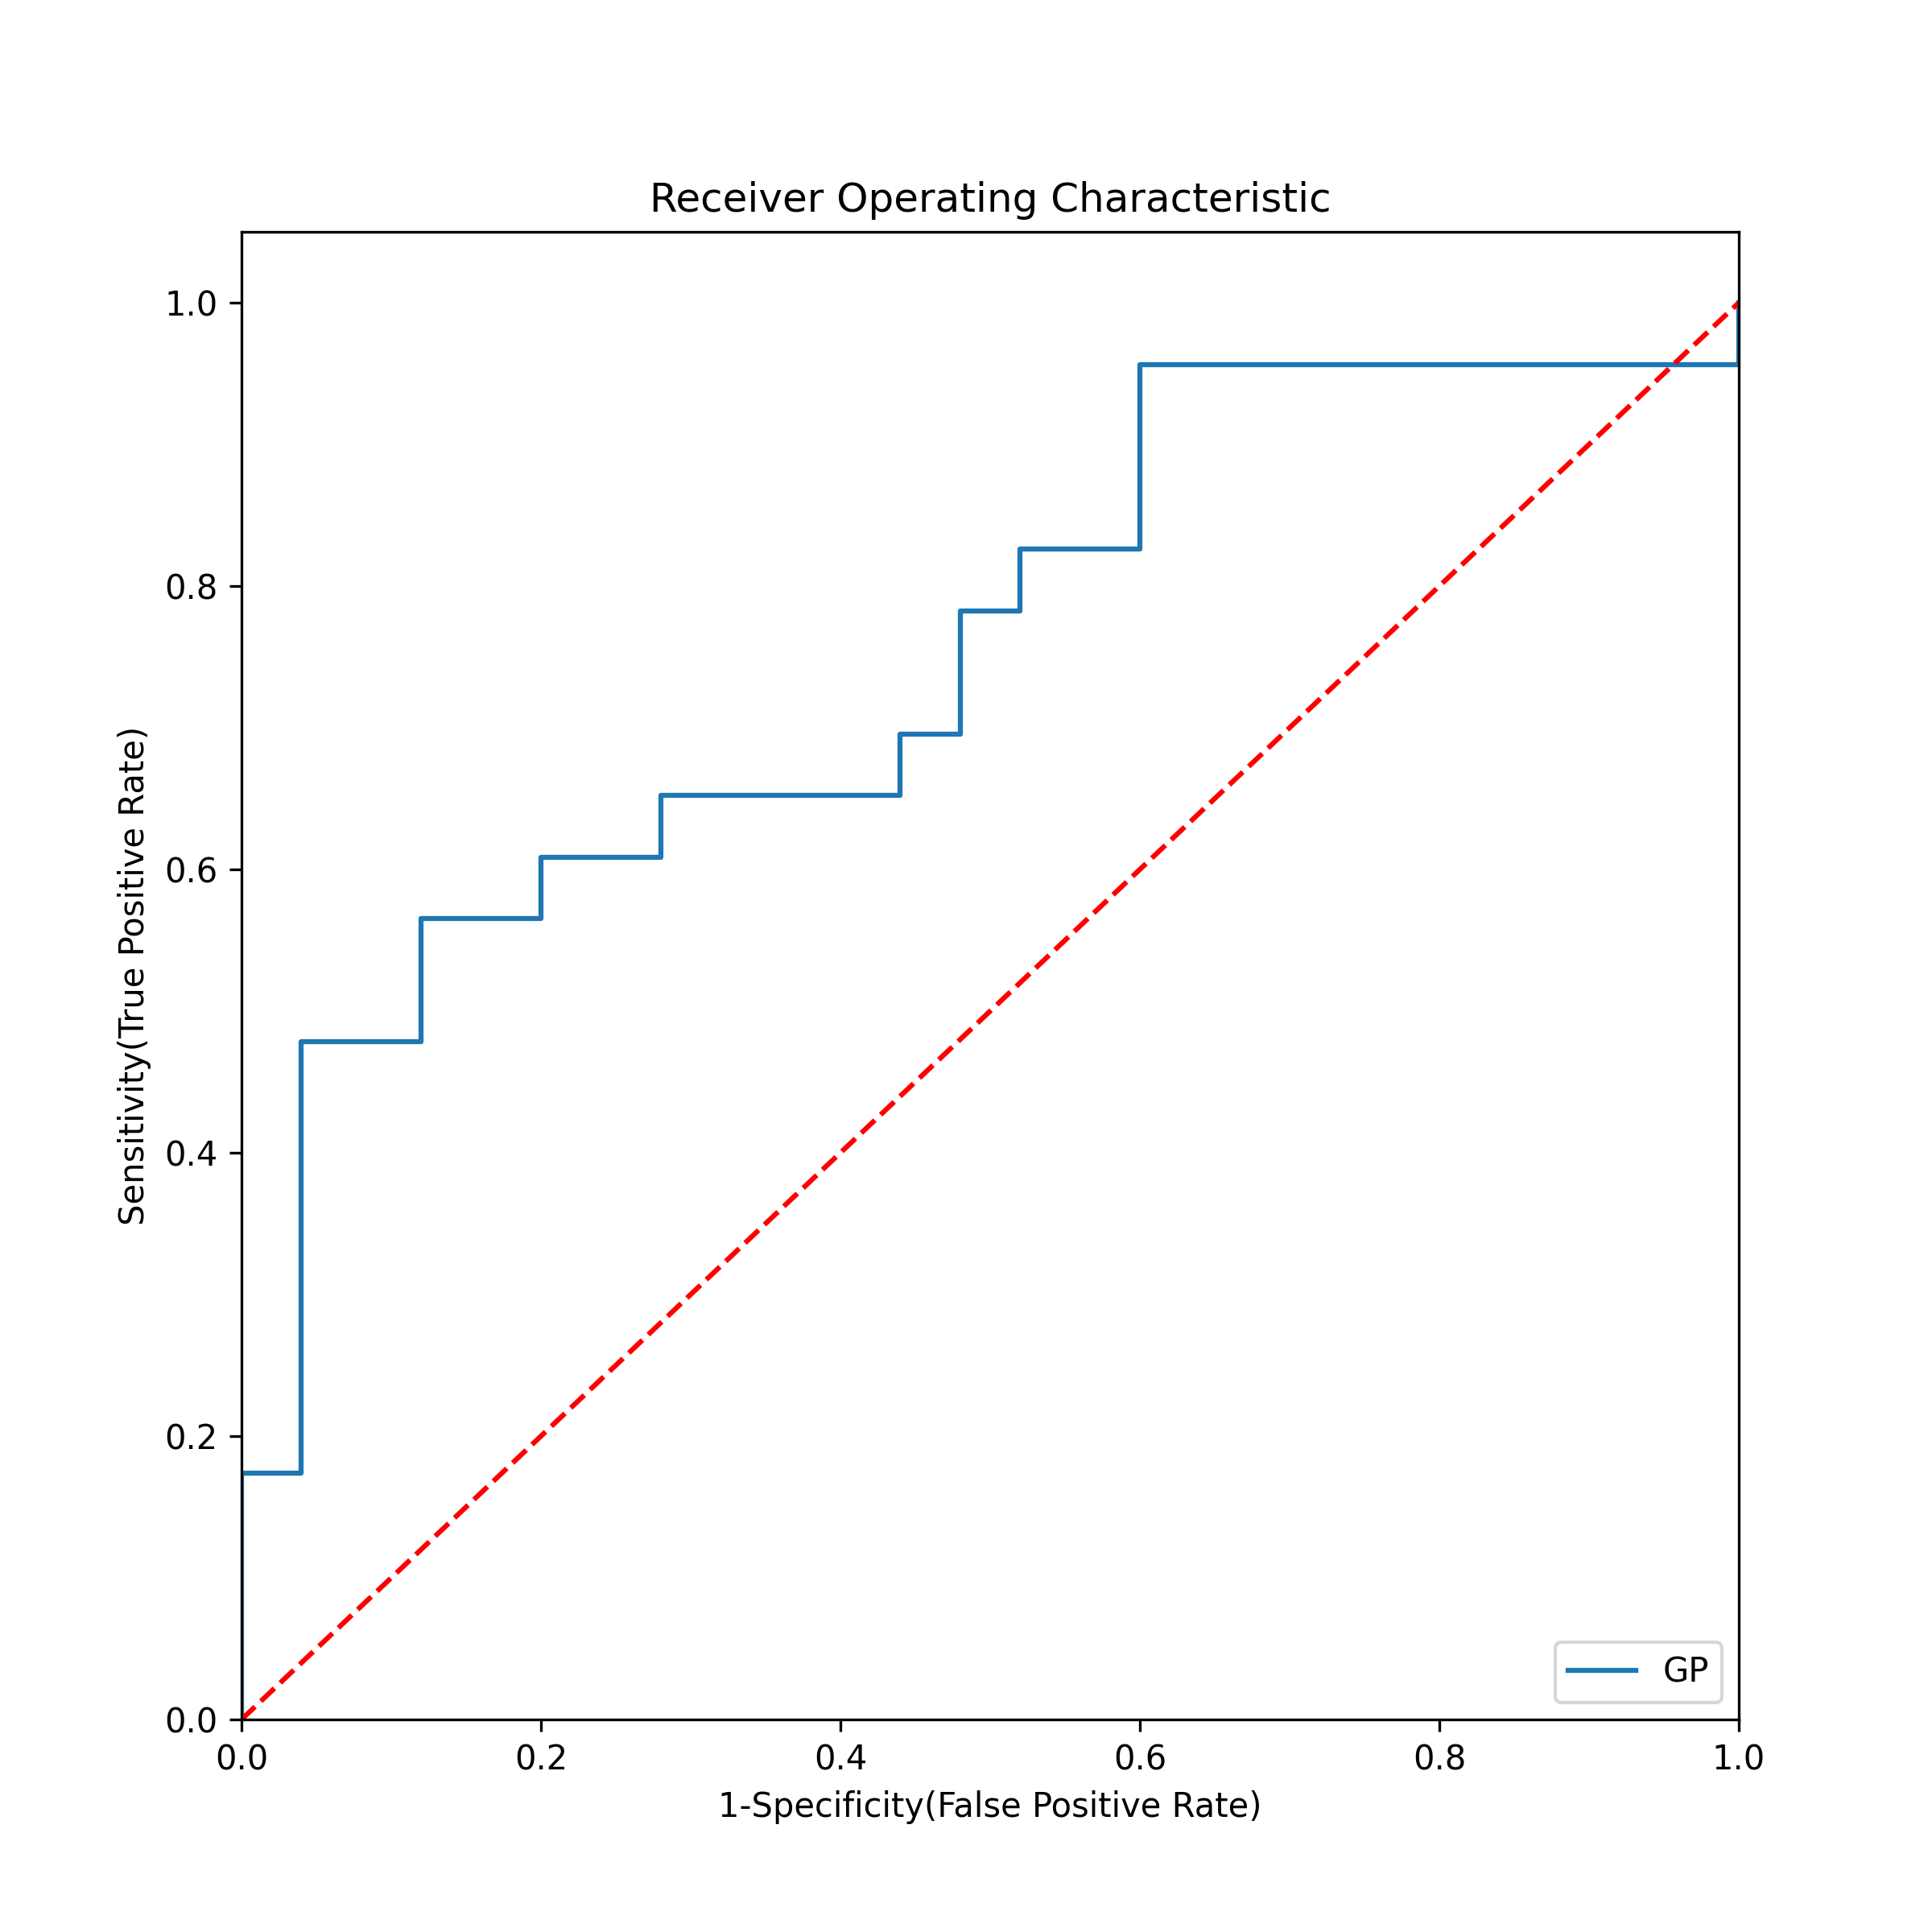 Receiver Operating Characteristic
Sensitivity(True Positive Rate)
1.0
0.8
0.6
0.4
0.2
0.0
0.0 0.2 0.4 0.6 0.8 1.0
1-Specificity(False Positive Rate)
GP